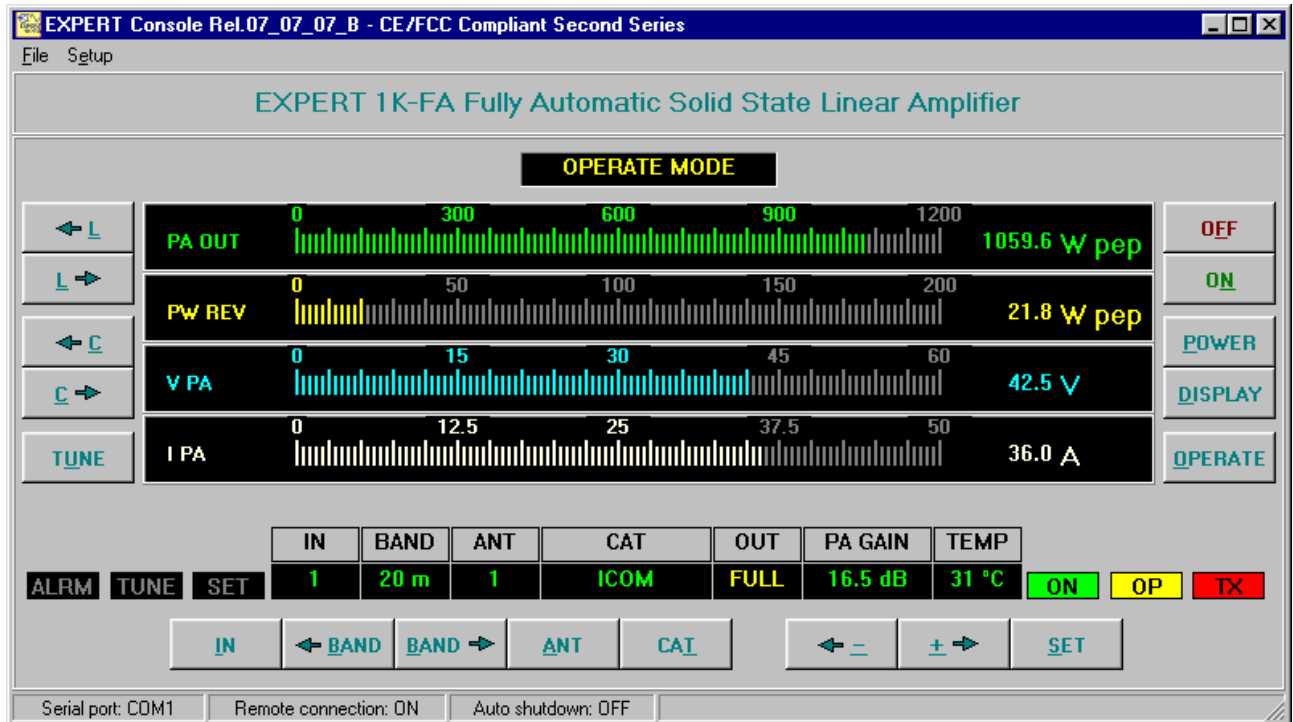 EXPERT Console Rel.07_07_07_B - CE/FCC Compliant Second Series
File Setup
EXPERT 1K-FA Fully Automatic Solid State Linear Amplifier
OPERATE MODE
L
L
C
C
TUNE
0 300 600 900 1200
PA OUT 1059.6 W pep
0 50 100 150 200
PW REV 21.8 W pep
0 15 30 45 60
V PA 42.5 V
0 12.5 25 37.5 50
I PA 36.0 A
OFF
ON
POWER
DISPLAY
OPERATE
IN BAND ANT CAT OUT PA GAIN TEMP
ALRM TUNE SET 1 20 m 1 ICOM FULL 16.5 dB 31 °C ON OP TX
IN BAND BAND ANT CAT - + SET
Serial port: COM1 Remote connection: ON Auto shutdown: OFF